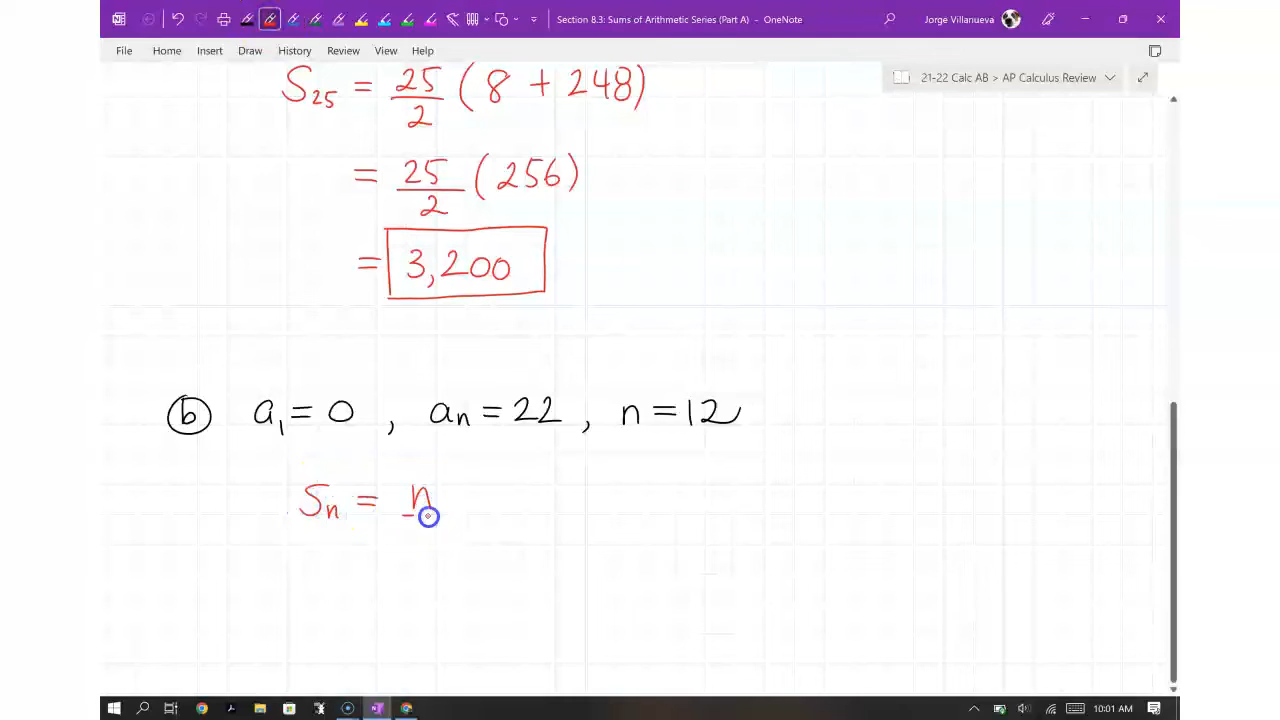 Section 8.3: Sums of Arithmetic Series (Part A) - OneNote
Jorge Villanueva
File Home Insert Draw History Review View Help
21-22 Calc AB > AP Calculus Review
S₂₅ = 25/2 (8 + 248)
= 25/2 (256)
= 3,200
ⓑ a₁ = 0 , aₙ = 22 , n = 12
Sₙ = n
10:01 AM